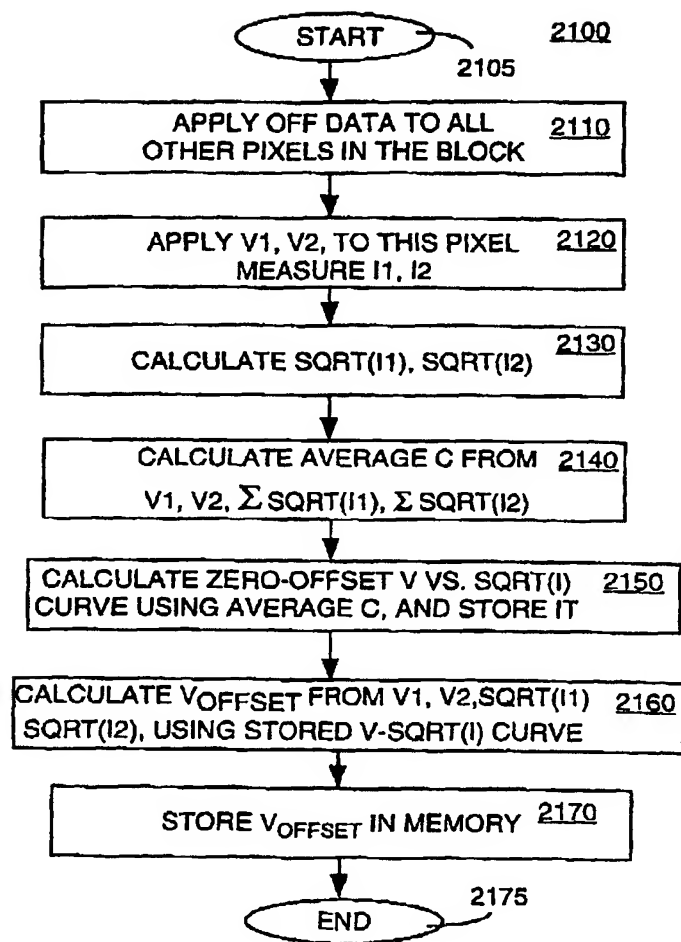 START 2100
2105
APPLY OFF DATA TO ALL 2110
OTHER PIXELS IN THE BLOCK
APPLY V1, V2, TO THIS PIXEL 2120
MEASURE I1, I2
CALCULATE SQRT(I1), SQRT(I2) 2130
CALCULATE AVERAGE C FROM 2140
V1, V2, Σ SQRT(I1), Σ SQRT(I2)
CALCULATE ZERO-OFFSET V VS. SQRT(I) 2150
CURVE USING AVERAGE C, AND STORE IT
CALCULATE VOFFSET FROM V1, V2,SQRT(I1) 2160
SQRT(I2), USING STORED V-SQRT(I) CURVE
STORE VOFFSET IN MEMORY 2170
2175
END